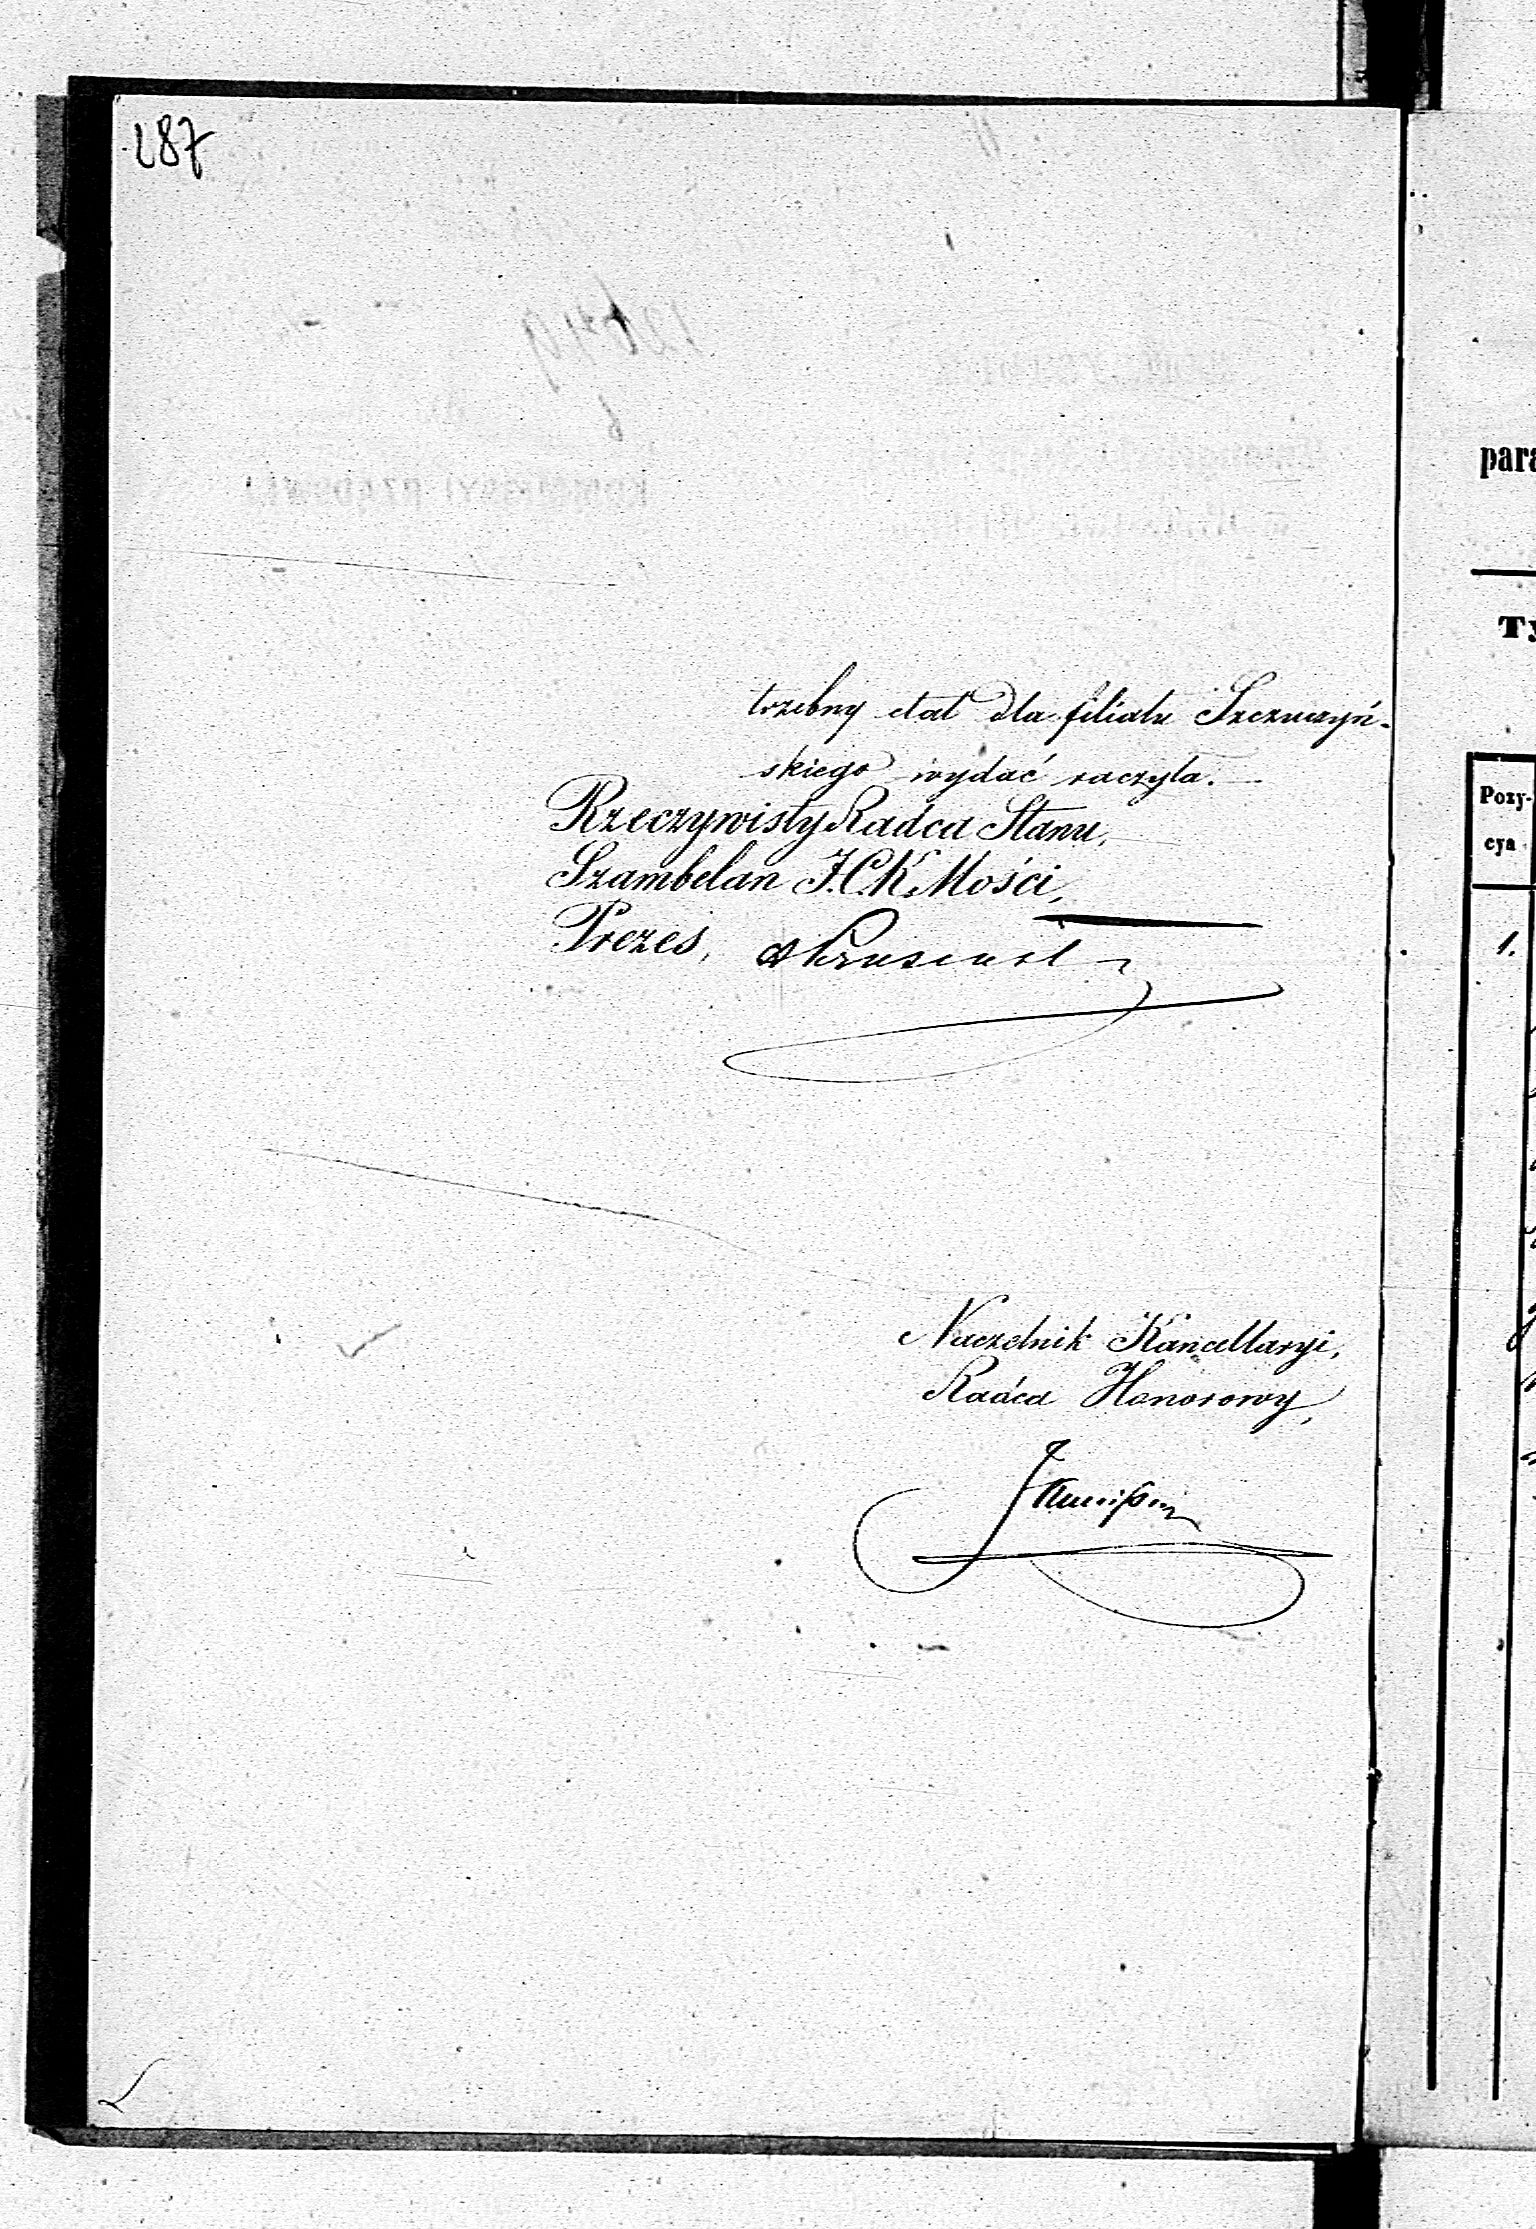 287
trzebny etat dla filialu Szczuczyń-
skiego wydać raczyła.
Rzeczywisty Radca Stanu,
Szambelan J.C.K. Mości,
Prezes,
Naczelnik Kancellaryi,
Radca Honorowy,
para
Ty
Pozy-
cya
1.